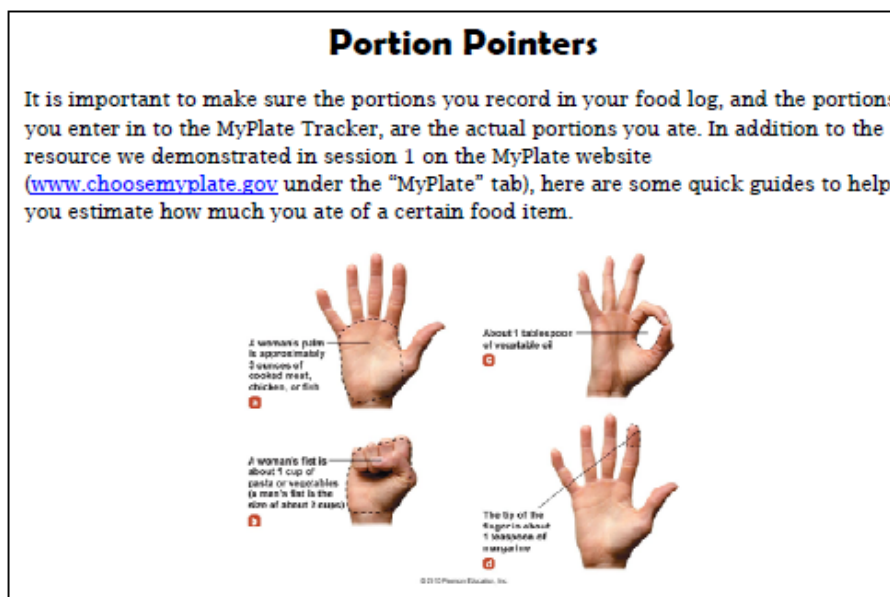 Portion Pointers
It is important to make sure the portions you record in your food log, and the portions
you enter in to the MyPlate Tracker, are the actual portions you ate. In addition to the
resource we demonstrated in session 1 on the MyPlate website
(www.choosemyplate.gov under the “MyPlate” tab), here are some quick guides to help
you estimate how much you ate of a certain food item.
A woman's palm
is approximately
3 ounces of
cooked meat,
chicken, or fish
a
About 1 tablespoon
of vegetable oil
c
A woman's fist is
about 1 cup of
pasta or vegetables
(a man's fist is the
size of about 2 cups)
b
The tip of the
finger is about
1 teaspoon of
margarine
d
© 2010 Pearson Education, Inc.